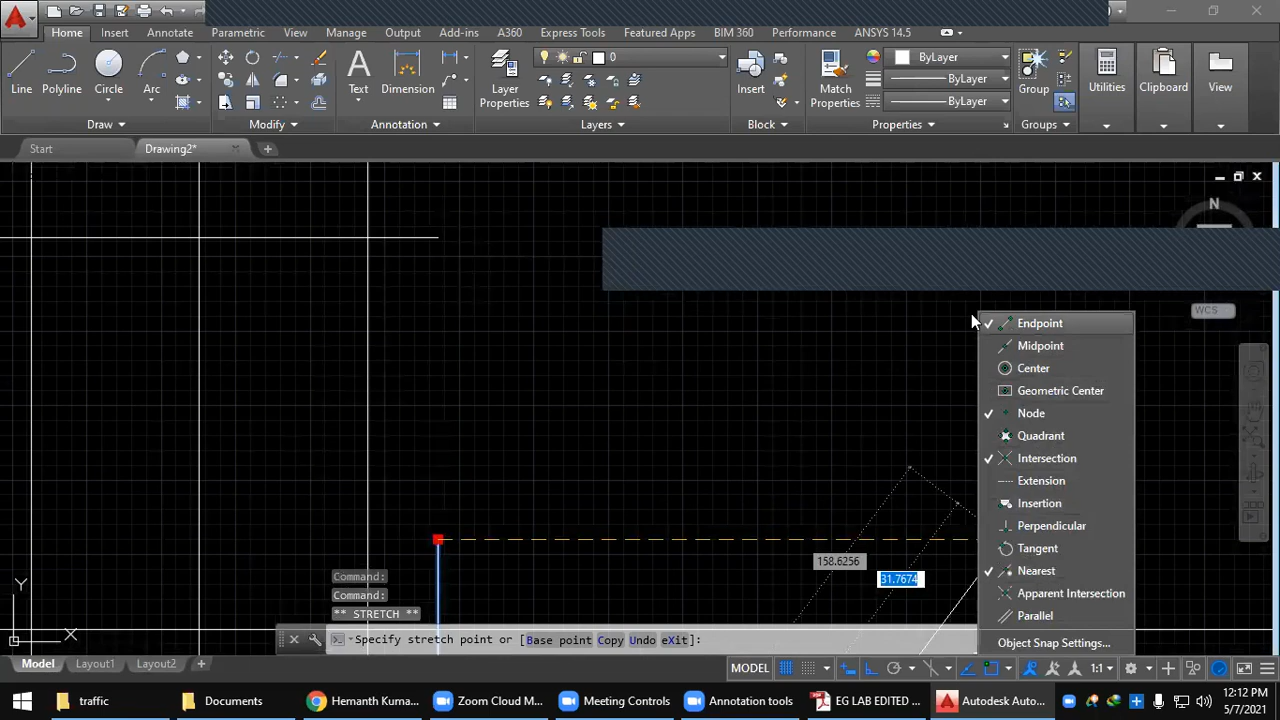 Home Insert Annotate Parametric View Manage Output Add-ins A360 Express Tools Featured Apps BIM 360 Performance ANSYS 14.5
Line Polyline Circle Arc Text Dimension Layer Properties 0 Insert Match Properties ByLayer ByLayer ByLayer Group Utilities Clipboard View
Draw Modify Annotation Layers Block Properties Groups
Start Drawing2*
N
WCS
Endpoint
Midpoint
Center
Geometric Center
Node
Quadrant
Intersection
Extension
Insertion
Perpendicular
Tangent
Nearest
Apparent Intersection
Parallel
Object Snap Settings...
158.6256
31.7674
Y
X
Command:
Command:
** STRETCH **
Specify stretch point or [Base point Copy Undo eXit]:
Model Layout1 Layout2 MODEL 1:1
traffic Documents Hemanth Kuma... Zoom Cloud M... Meeting Controls Annotation tools EG LAB EDITED ... Autodesk Auto...
12:12 PM
5/7/2021